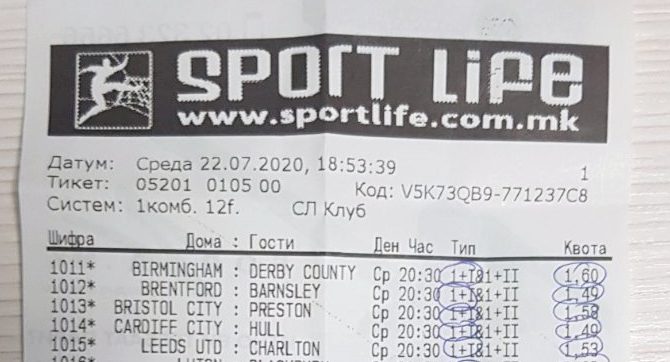 SPORT LIFE
www.sportlife.com.mk
Датум: Среда 22.07.2020, 18:53:39 1
Тикет: 05201 0105 00 Код: V5K73QB9-771237C8
Систем: 1комб. 12f. СЛ Клуб
Шифра Дома : Гости Ден Час Тип Квота
1011* BIRMINGHAM : DERBY COUNTY Ср 20:30 1+I&1+II 1,60
1012* BRENTFORD : BARNSLEY Ср 20:30 1+I&1+II 1,49
1013* BRISTOL CITY : PRESTON Ср 20:30 1+I&1+II 1,58
1014* CARDIFF CITY : HULL Ср 20:30 1+I&1+II 1,49
1015* LEEDS UTD : CHARLTON Ср 20:30 1+I&1+II 1,53